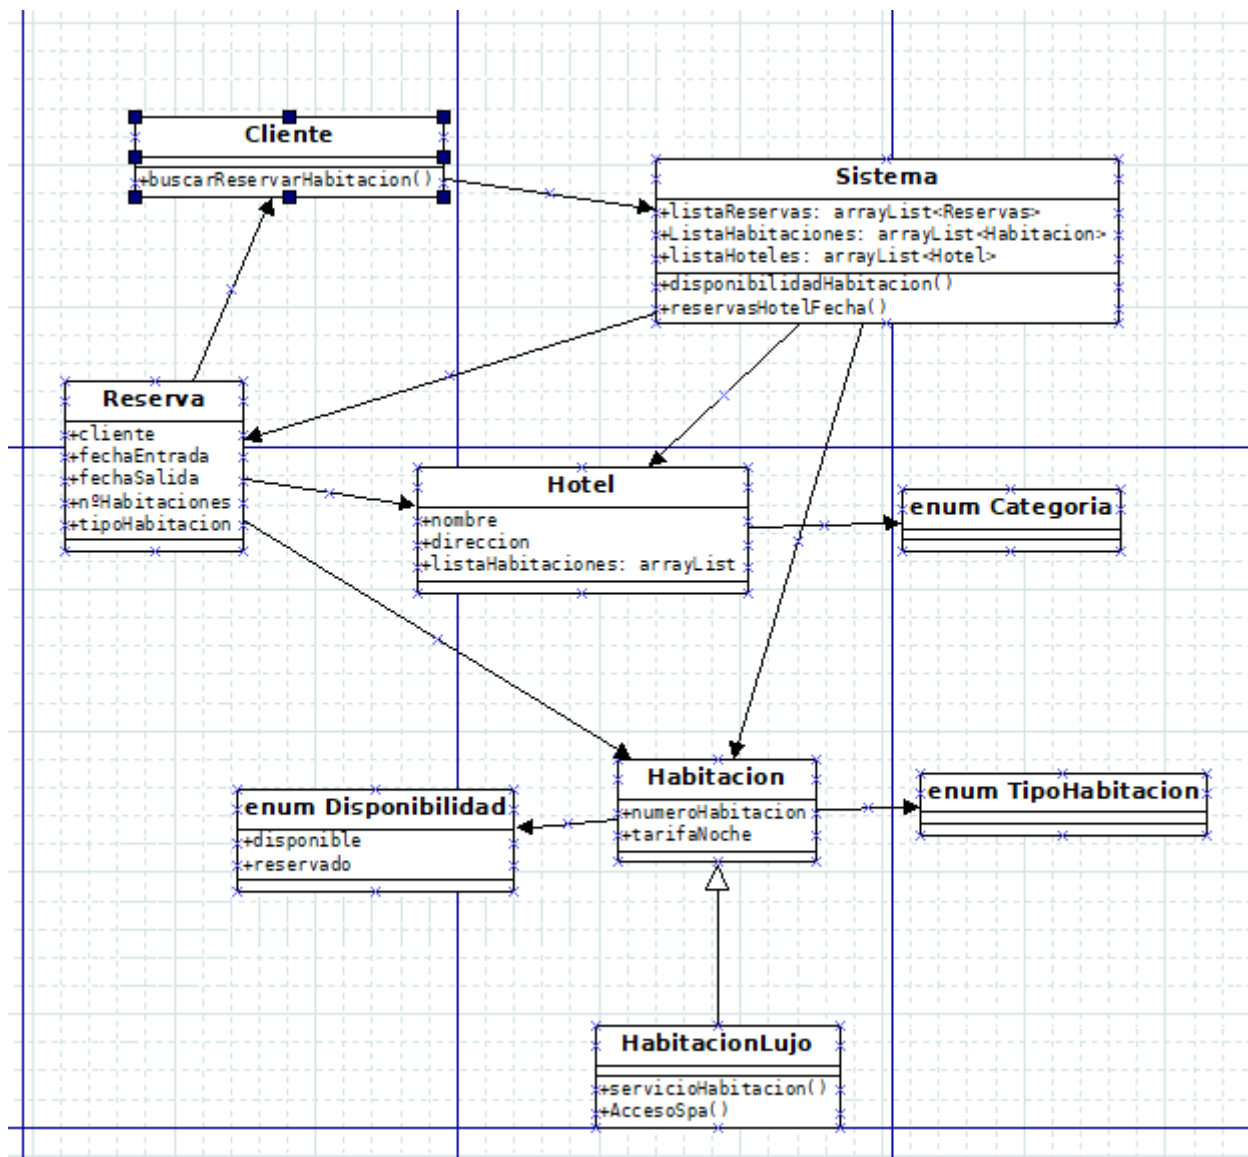 Cliente
+buscarReservarHabitacion()
Sistema
+listaReservas: arrayList<Reservas>
+ListaHabitaciones: arrayList<Habitacion>
+listaHoteles: arrayList<Hotel>
+disponibilidadHabitacion()
+reservasHotelFecha()
Reserva
+cliente
+fechaEntrada
+fechaSalida
+nºHabitaciones
+tipoHabitacion
Hotel
+nombre
+direccion
+listaHabitaciones: arrayList
enum Categoria
Habitacion
+numeroHabitacion
+tarifaNoche
enum TipoHabitacion
enum Disponibilidad
+disponible
+reservado
HabitacionLujo
+servicioHabitacion()
+AccesoSpa()